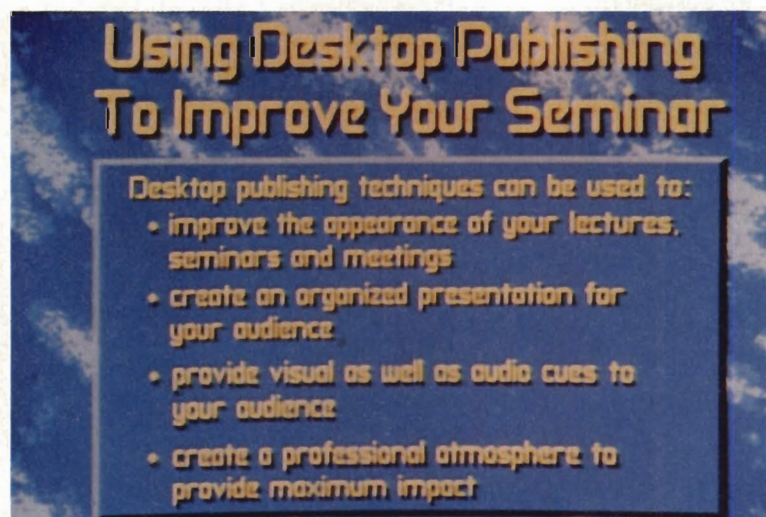 Using Desktop Publishing
To Improve Your Seminar
Desktop publishing techniques can be used to:
• improve the appearance of your lectures,
seminars and meetings
• create an organized presentation for
your audience
• provide visual as well as audio cues to
your audience
• create a professional atmosphere to
provide maximum impact